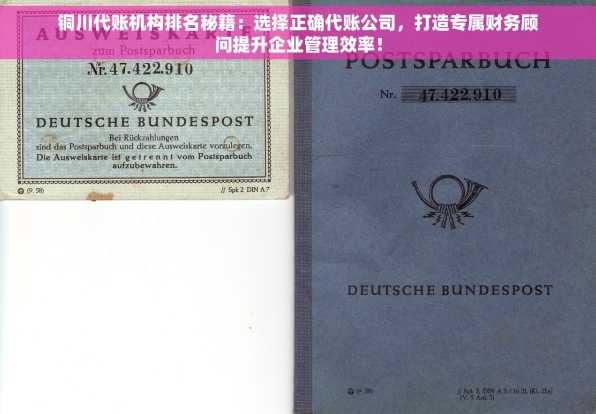 铜川代账机构排名秘籍：选择正确代账公司，打造专属财务顾
问提升企业管理效率！
AUSWEISKARTE
zum Postsparbuch
Nr. 47.422.910
DEUTSCHE BUNDESPOST
Bei Rückzahlungen
sind das Postsparbuch und diese Ausweiskarte vorzulegen.
Die Ausweiskarte ist getrennt vom Postsparbuch
aufzubewahren.
(9. 58)
// Spk 2 DIN A 7
POSTSPARBUCH
Nr. 47.422.910
DEUTSCHE BUNDESPOST